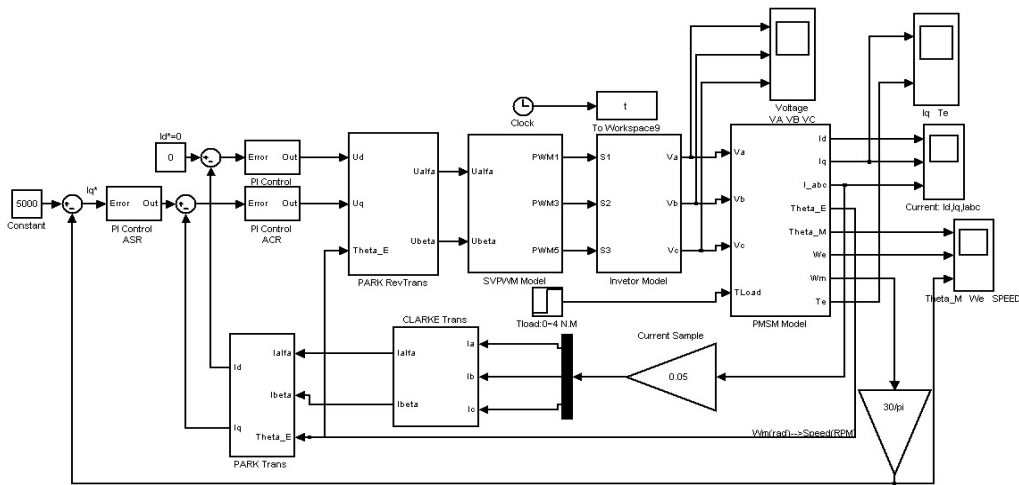 Voltage
VA VB VC
Iq Te
Clock
t
To Workspace9
Id*=0
0
Error Out
PI Control
5000
Constant
Iq*
Error Out
PI Control
ASR
Error Out
PI Control
ACR
Ud
Uq
Theta_E
Ualfa
Ubeta
PARK RevTrans
Ualfa
Ubeta
PWM1
PWM3
PWM5
SVPWM Model
S1
S2
S3
Va
Vb
Vc
Invetor Model
Va
Vb
Vc
TLoad
Id
Iq
I_abc
Theta_E
Theta_M
We
Wm
Te
PMSM Model
Current: Id,Iq,Iabc
Theta_M We SPEED
Tload:0~4 N.M
CLARKE Trans
Ialfa
Ibeta
Ia
Ib
Ic
Current Sample
0.05
Id
Iq
Ialfa
Ibeta
Theta_E
PARK Trans
30/pi
Wm(rad)-->Speed(RPM)